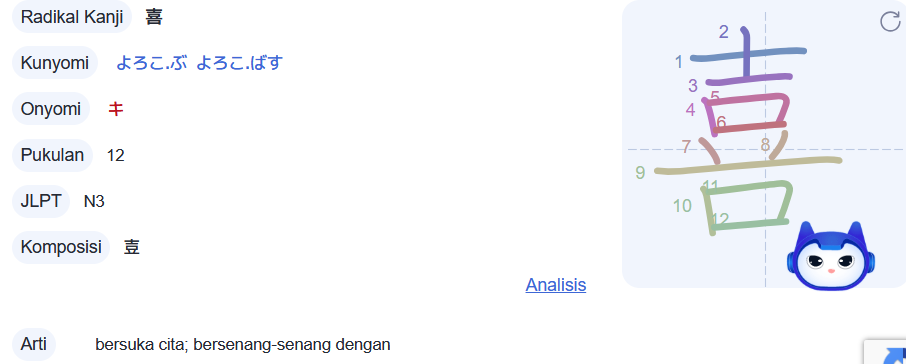 Radikal Kanji 喜
Kunyomi よろこ.ぶ よろこ.ばす
Onyomi キ
Pukulan 12
JLPT N3
Komposisi 壴
Analisis
Arti bersuka cita; bersenang-senang dengan
喜
1
2
3
4
5
6
7
8
9
10
11
12